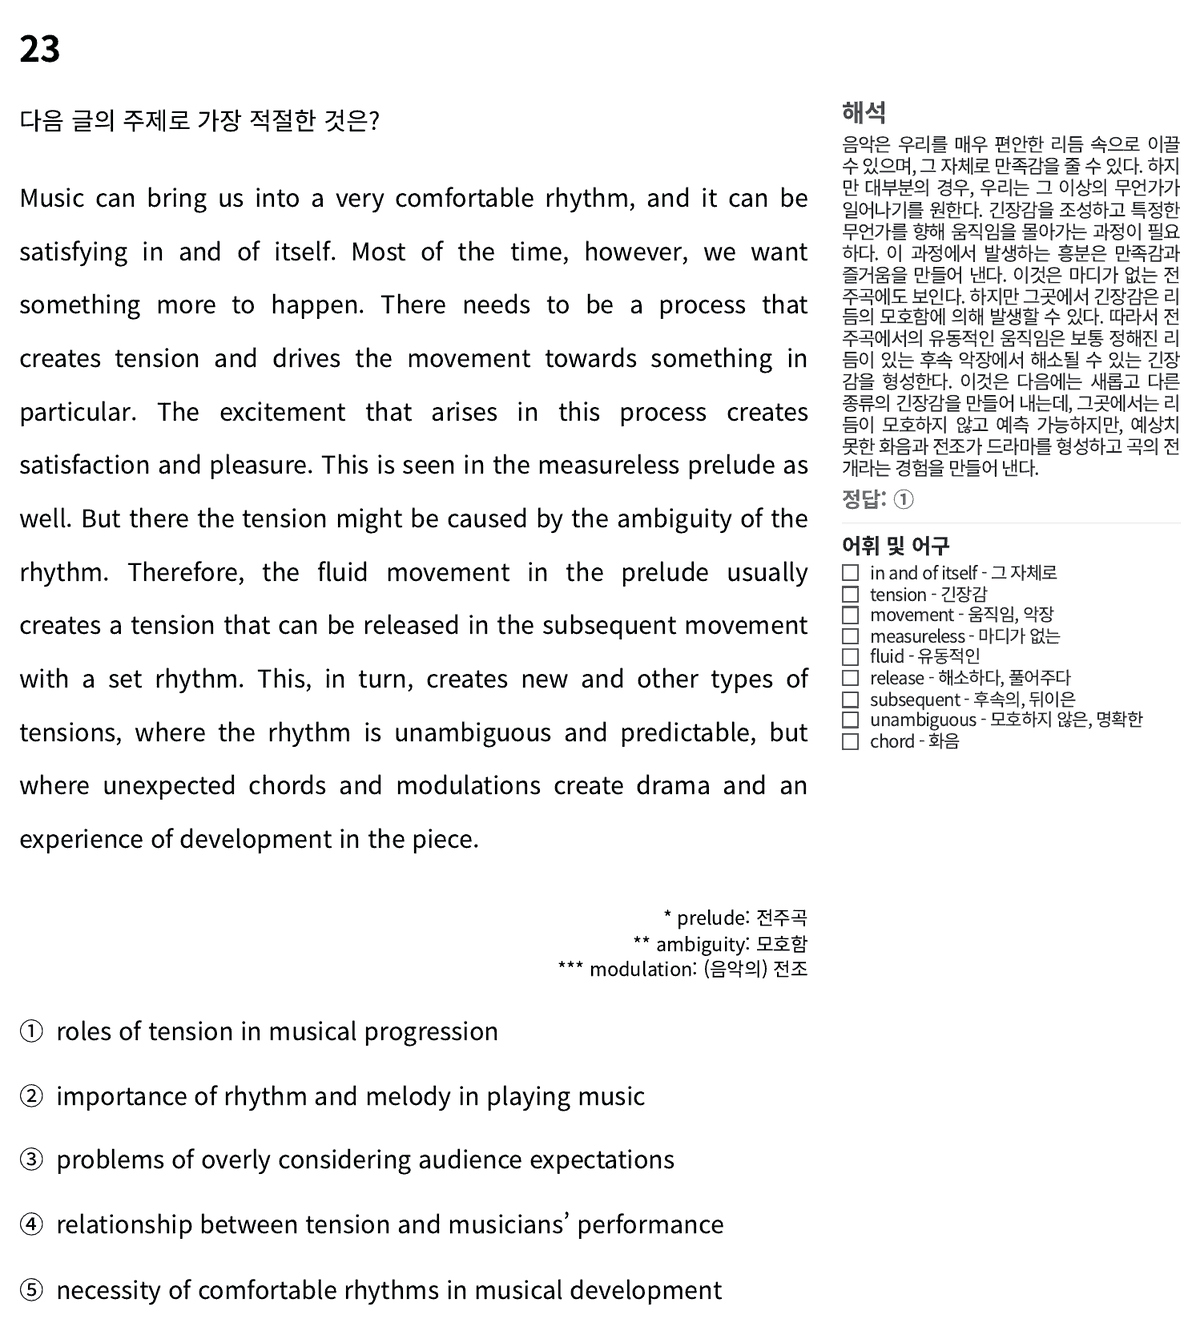 23
다음 글의 주제로 가장 적절한 것은?
Music can bring us into a very comfortable rhythm, and it can be
satisfying in and of itself. Most of the time, however, we want
something more to happen. There needs to be a process that
creates tension and drives the movement towards something in
particular. The excitement that arises in this process creates
satisfaction and pleasure. This is seen in the measureless prelude as
well. But there the tension might be caused by the ambiguity of the
rhythm. Therefore, the fluid movement in the prelude usually
creates a tension that can be released in the subsequent movement
with a set rhythm. This, in turn, creates new and other types of
tensions, where the rhythm is unambiguous and predictable, but
where unexpected chords and modulations create drama and an
experience of development in the piece.
* prelude: 전주곡
** ambiguity: 모호함
*** modulation: (음악의) 전조
① roles of tension in musical progression
② importance of rhythm and melody in playing music
③ problems of overly considering audience expectations
④ relationship between tension and musicians’ performance
⑤ necessity of comfortable rhythms in musical development
해석
음악은 우리를 매우 편안한 리듬 속으로 이끌
수 있으며, 그 자체로 만족감을 줄 수 있다. 하지
만 대부분의 경우, 우리는 그 이상의 무언가가
일어나기를 원한다. 긴장감을 조성하고 특정한
무언가를 향해 움직임을 몰아가는 과정이 필요
하다. 이 과정에서 발생하는 흥분은 만족감과
즐거움을 만들어 낸다. 이것은 마디가 없는 전
주곡에도 보인다. 하지만 그곳에서 긴장감은 리
듬의 모호함에 의해 발생할 수 있다. 따라서 전
주곡에서의 유동적인 움직임은 보통 정해진 리
듬이 있는 후속 악장에서 해소될 수 있는 긴장
감을 형성한다. 이것은 다음에는 새롭고 다른
종류의 긴장감을 만들어 내는데, 그곳에서는 리
듬이 모호하지 않고 예측 가능하지만, 예상치
못한 화음과 전조가 드라마를 형성하고 곡의 전
개라는 경험을 만들어 낸다.
정답: ①
어휘 및 어구
in and of itself - 그 자체로
tension - 긴장감
movement - 움직임, 악장
measureless - 마디가 없는
fluid - 유동적인
release - 해소하다, 풀어주다
subsequent - 후속의, 뒤이은
unambiguous - 모호하지 않은, 명확한
chord - 화음